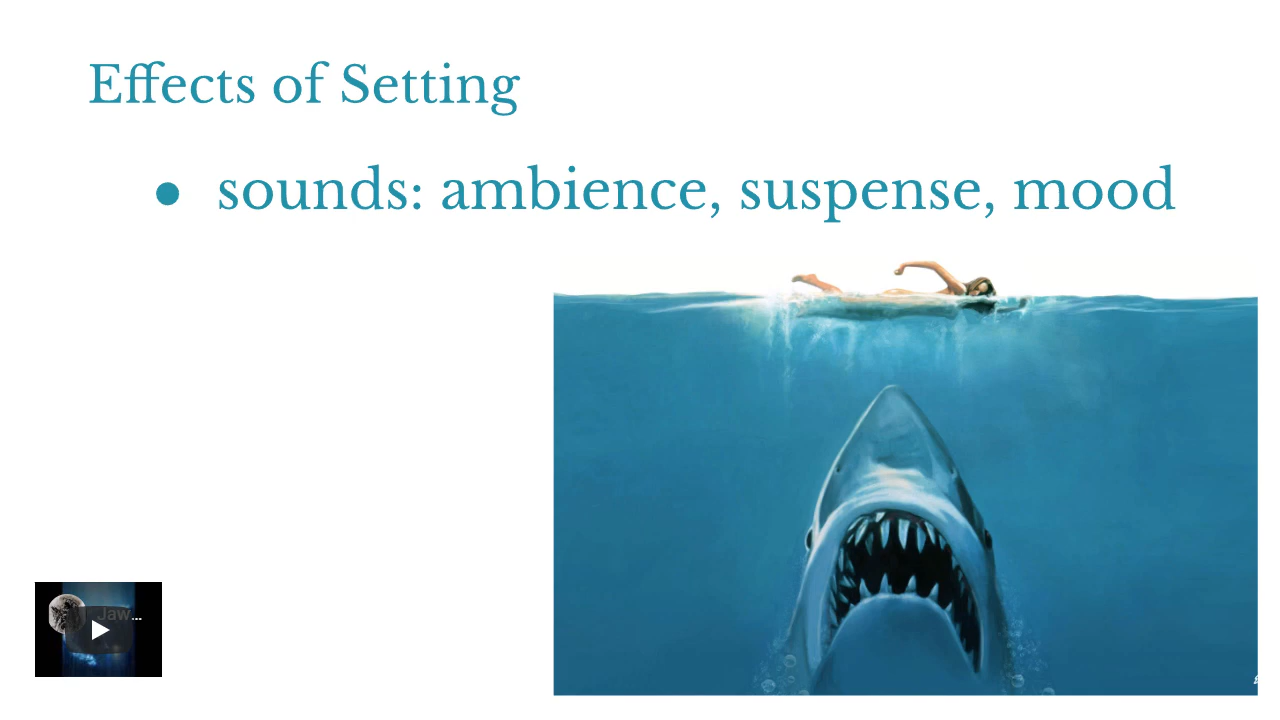 Effects of Setting
● sounds: ambience, suspense, mood
Jaw...